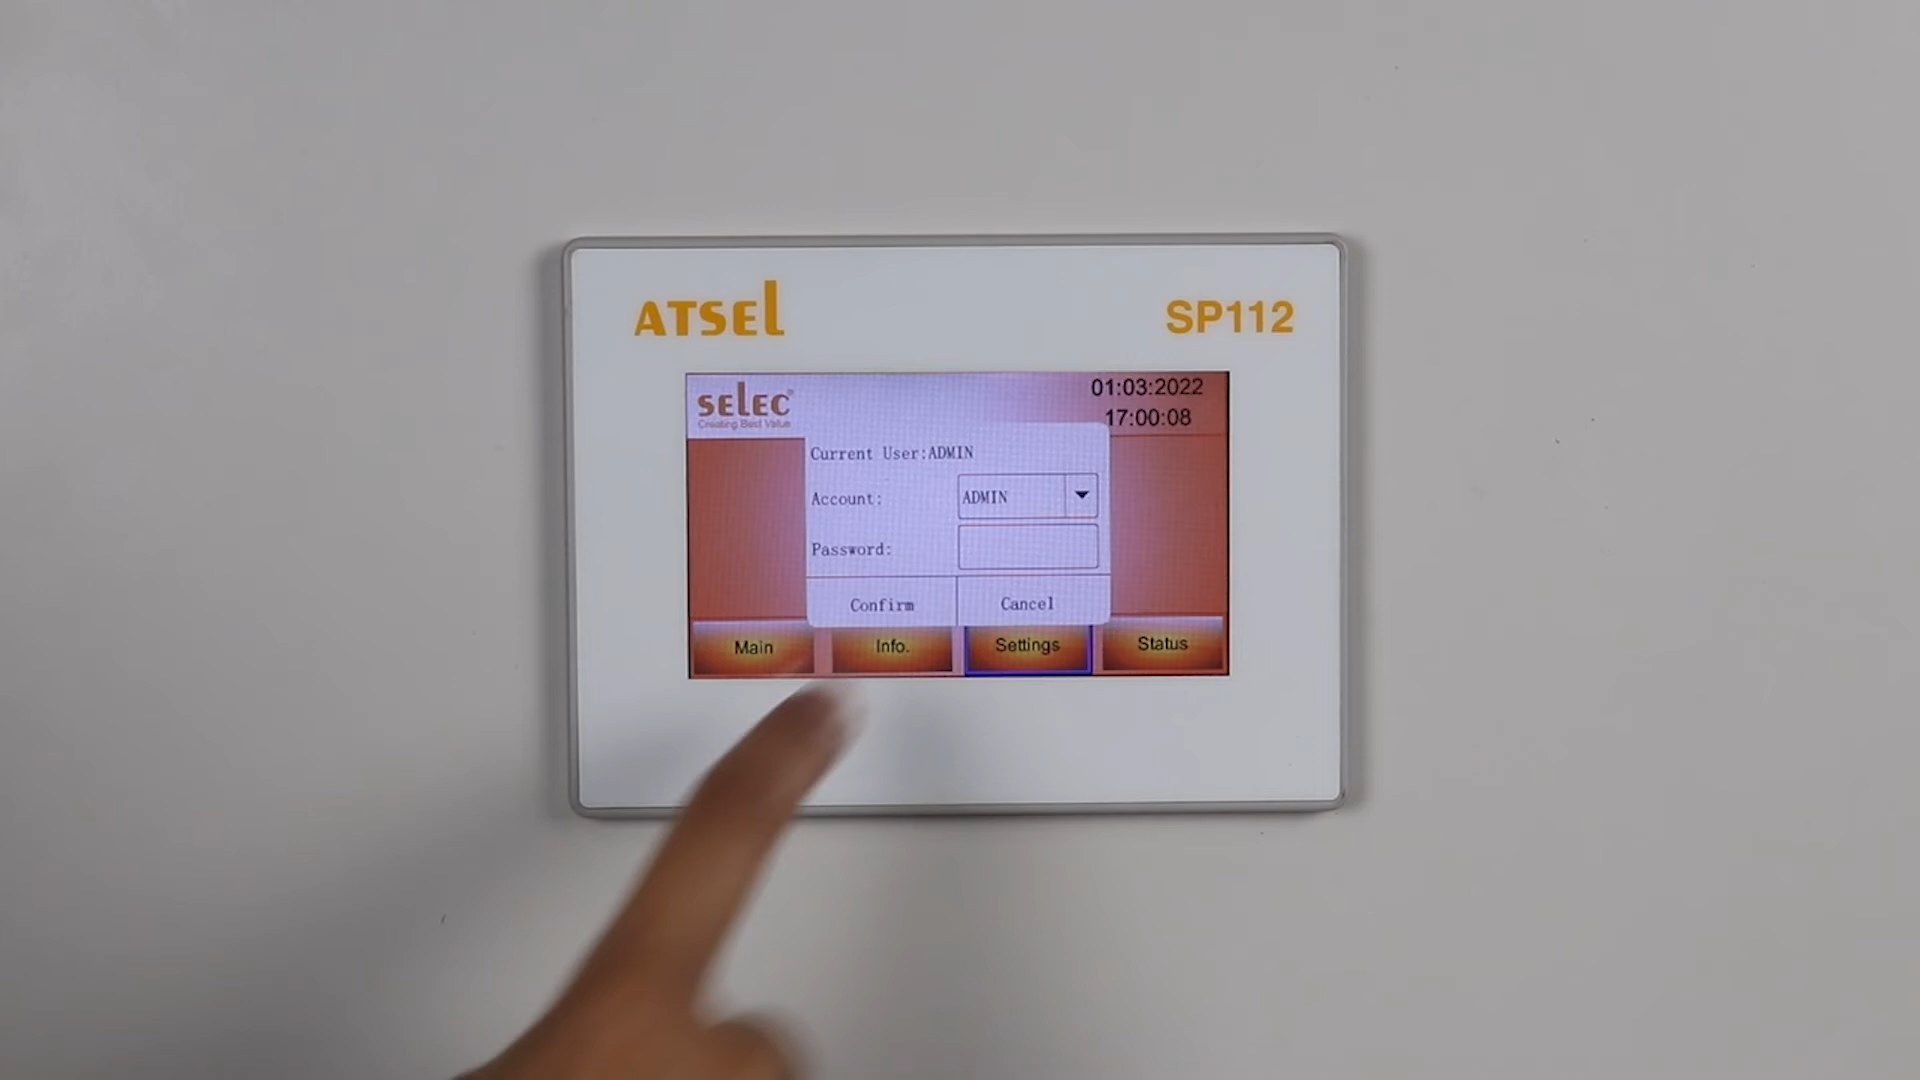 ATSEL
SP112
SELEC
Creating Best Value
01:03:2022
17:00:08
Current User:ADMIN
Account:
ADMIN
Password:
Confirm
Cancel
Main
Info.
Settings
Status